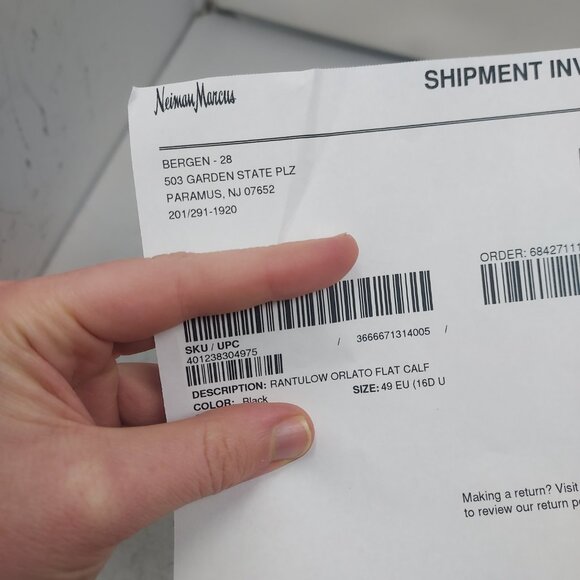 Neiman Marcus
SHIPMENT INV
BERGEN - 28
503 GARDEN STATE PLZ
PARAMUS, NJ 07652
201/291-1920
ORDER: 68427111
SKU / UPC / 3666671314005 /
401238304975
DESCRIPTION: RANTULOW ORLATO FLAT CALF
COLOR: Black SIZE: 49 EU (16D U
Making a return? Visit
to review our return po